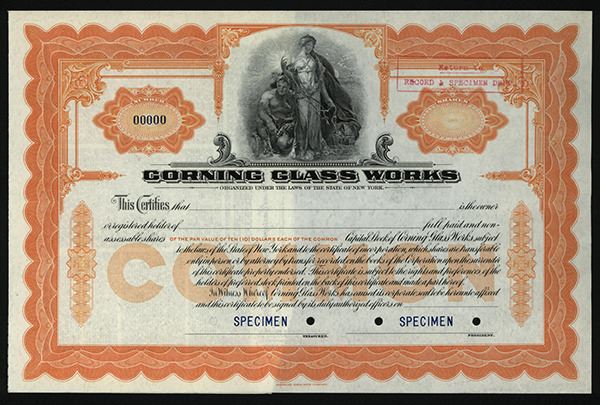 Return to
RECORD & SPECIMEN DEPT.
NUMBER
SHARES
00000
CORNING GLASS WORKS
ORGANIZED UNDER THE LAWS OF THE STATE OF NEW YORK.
This Certifies that is the owner
or registered holder of full-paid and non-
assessable shares OF THE PAR VALUE OF TEN (10) DOLLARS EACH OF THE COMMON Capital Stock of Corning Glass Works, subject
to the laws of the State of New York and to the certificate of incorporation, which shares are transferable
only in person or by attorney by transfer recorded on the books of the Corporation upon the surrender
of this certificate properly endorsed. This certificate is subject to the rights and preferences of the
holders of preferred stock printed on the back of this certificate and made a part hereof.
In Witness Whereof, Corning Glass Works has caused its corporate seal to be hereunto affixed
and this certificate to be signed by its duly authorized officers on
SPECIMEN SPECIMEN
TREASURER. PRESIDENT.